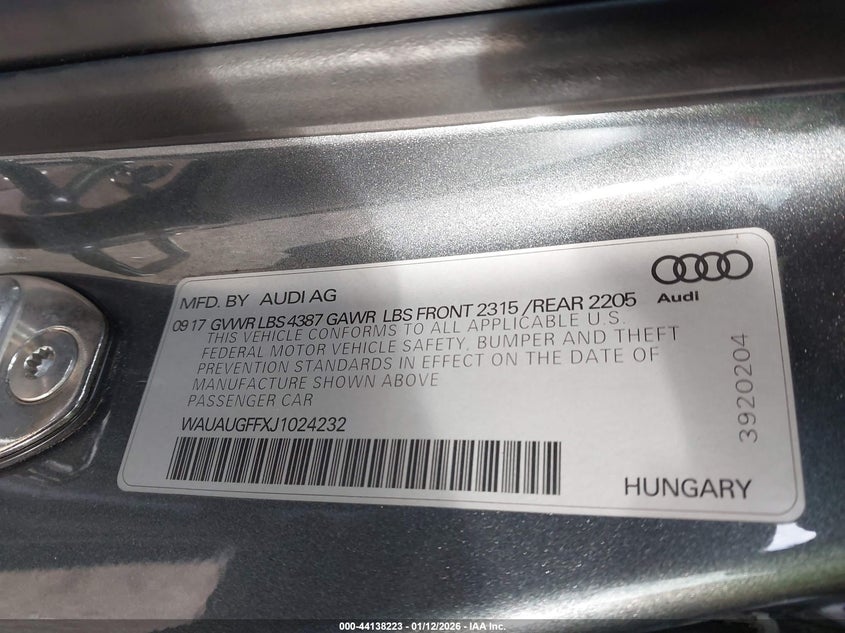 MFD. BY AUDI AG
Audi
09 17 GVWR LBS 4387 GAWR LBS FRONT 2315 / REAR 2205
THIS VEHICLE CONFORMS TO ALL APPLICABLE U.S.
FEDERAL MOTOR VEHICLE SAFETY, BUMPER AND THEFT
PREVENTION STANDARDS IN EFFECT ON THE DATE OF
MANUFACTURE SHOWN ABOVE
PASSENGER CAR
WAUAUGFFXJ1024232
HUNGARY
3920204
000-44138223 - 01/12/2026 - IAA Inc.